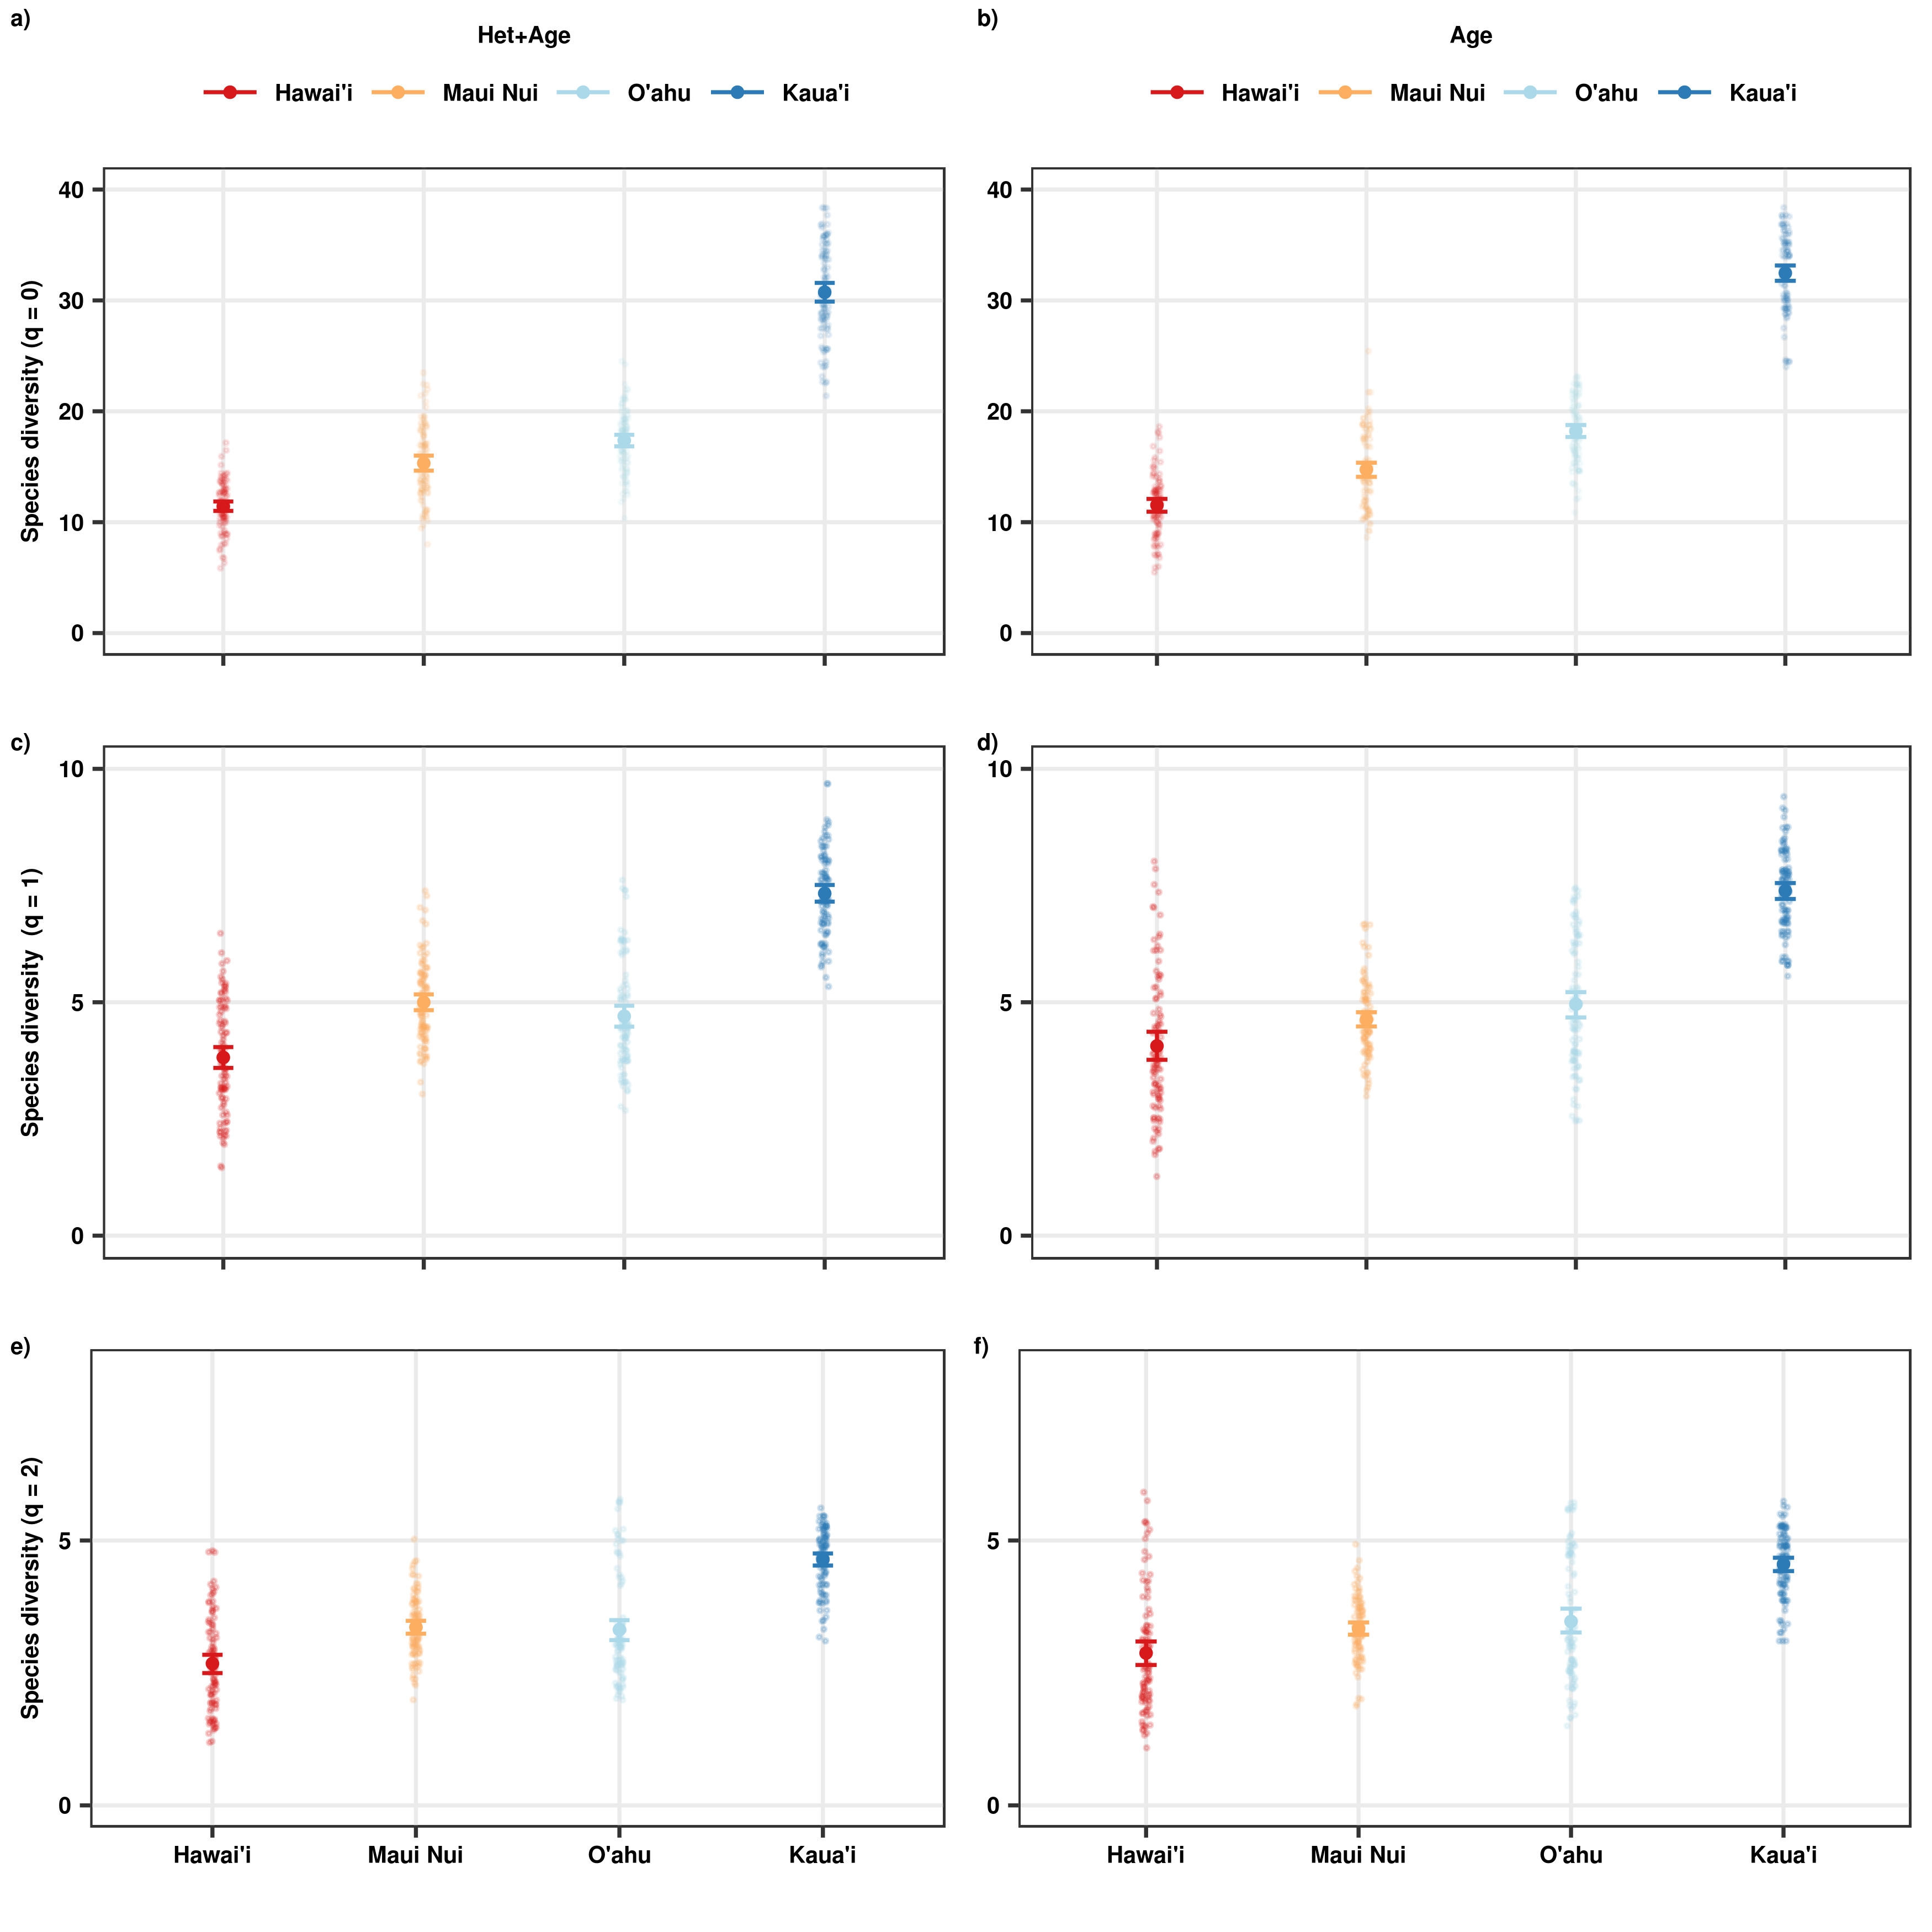 a)
Het+Age
Hawai'i Maui Nui O'ahu Kaua'i
b)
Age
Hawai'i Maui Nui O'ahu Kaua'i
Species diversity (q = 0)
40
30
20
10
0
40
30
20
10
0
c)
Species diversity (q = 1)
10
5
0
d)
10
5
0
e)
Species diversity (q = 2)
5
0
Hawai'i Maui Nui O'ahu Kaua'i
f)
5
0
Hawai'i Maui Nui O'ahu Kaua'i